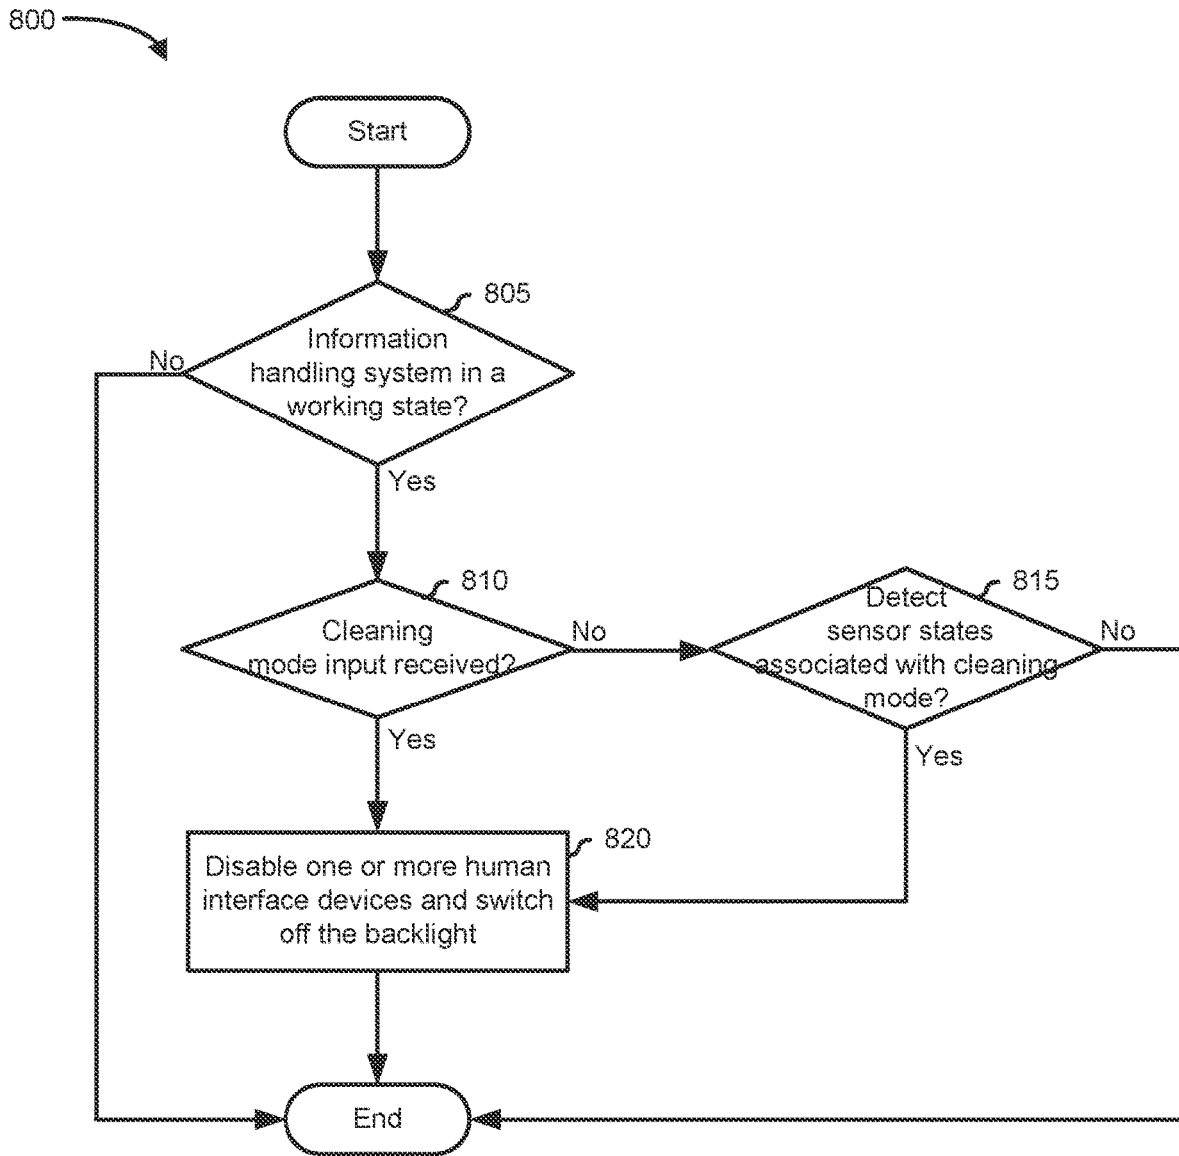 800
Start
805
Information
handling system in a
working state?
No
Yes
810
Cleaning
mode input received?
No
815
Detect
sensor states
associated with cleaning
mode?
No
Yes
Yes
820
Disable one or more human
interface devices and switch
off the backlight
End